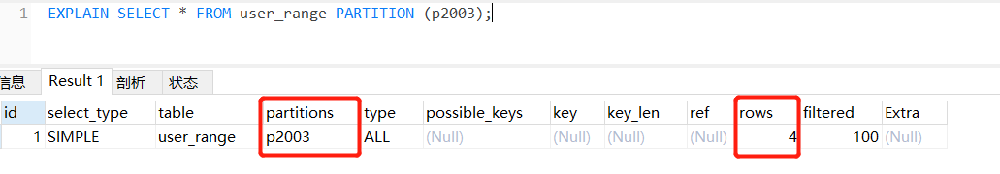 1 EXPLAIN SELECT * FROM user_range PARTITION (p2003);
信息 Result 1 剖析 状态
id select_type table partitions type possible_keys key key_len ref rows filtered Extra
1 SIMPLE user_range p2003 ALL (Null) (Null) (Null) (Null) 4 100 (Null)